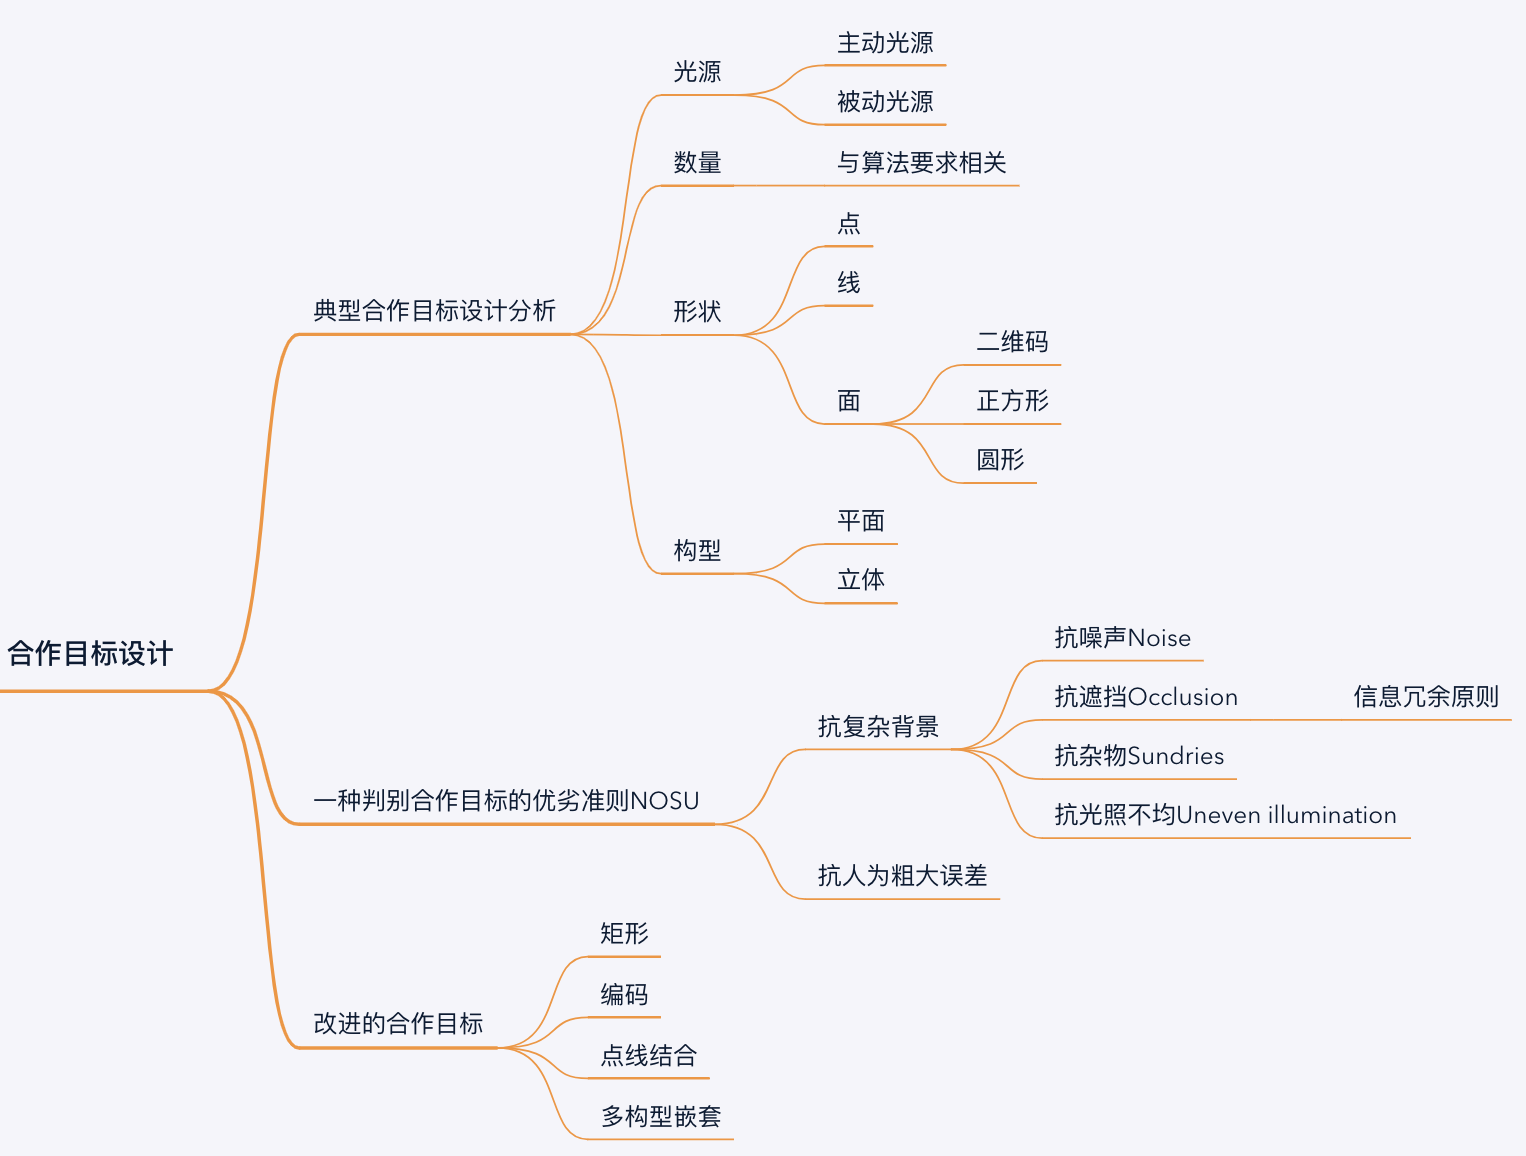 主动光源
光源
被动光源
数量
与算法要求相关
点
线
典型合作目标设计分析
形状
二维码
面
正方形
圆形
平面
构型
立体
合作目标设计
抗噪声Noise
抗遮挡Occlusion
信息冗余原则
抗复杂背景
抗杂物Sundries
一种判别合作目标的优劣准则NOSU
抗光照不均Uneven illumination
抗人为粗大误差
矩形
编码
改进的合作目标
点线结合
多构型嵌套